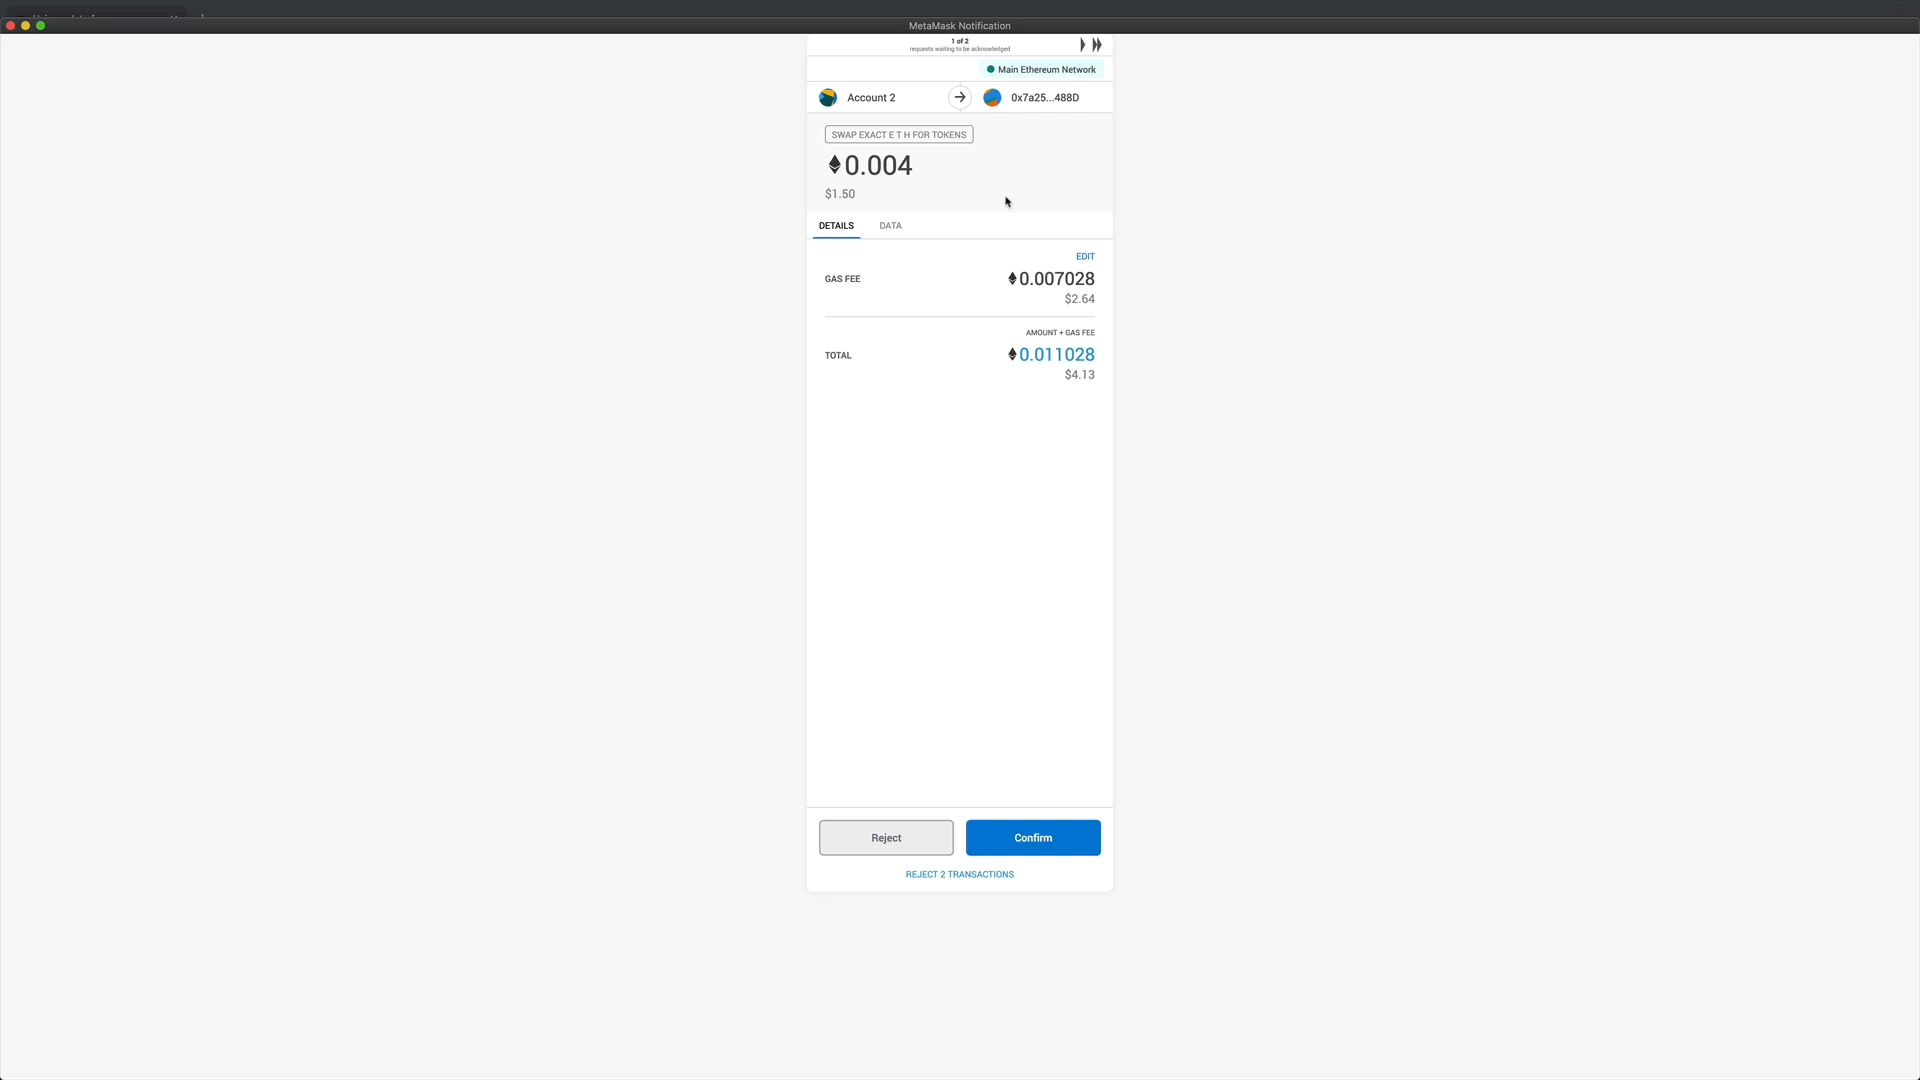 MetaMask Notification
1 of 2
requests waiting to be acknowledged
Main Ethereum Network
Account 2
0x7a25...488D
SWAP EXACT E T H FOR TOKENS
0.004
$1.50
DETAILS
DATA
EDIT
GAS FEE
0.007028
$2.64
AMOUNT + GAS FEE
TOTAL
0.011028
$4.13
Reject
Confirm
REJECT 2 TRANSACTIONS